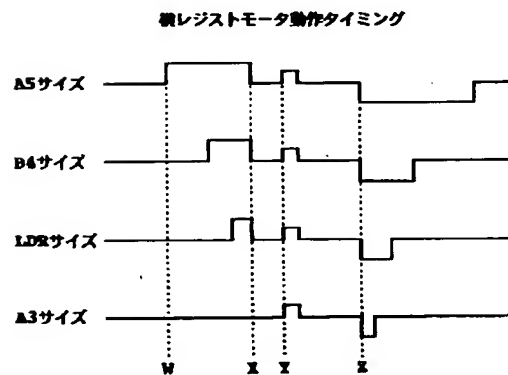 横レジストモータ動作タイミング
A5サイズ
B4サイズ
LDRサイズ
A3サイズ
W X Y Z